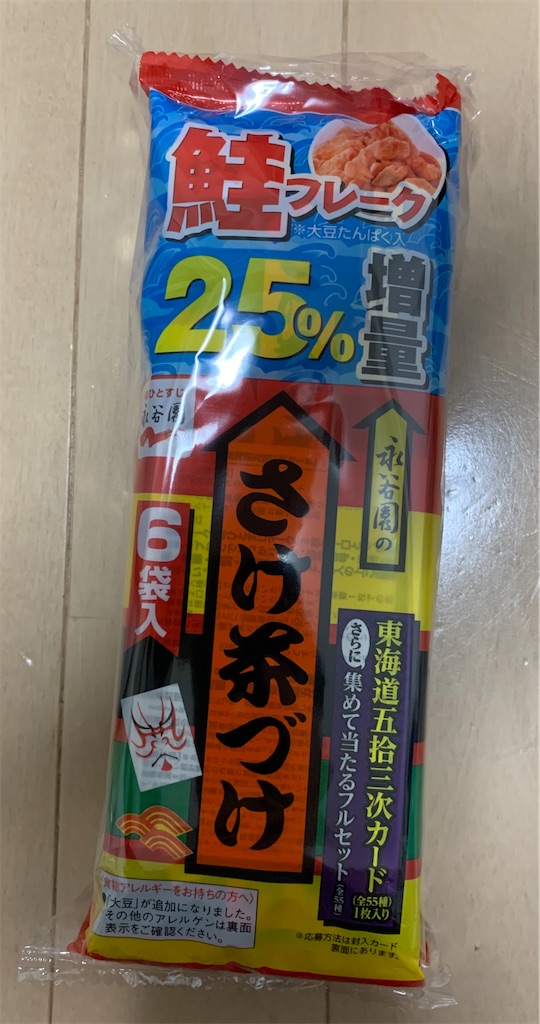 鮭フレーク
※大豆たんぱく入
25%
増量
ひとすじ
永谷園
永谷園の
さけ茶づけ
6袋入
東海道五拾三次カード
(全55種)
1枚入り
さらに
集めて当たるフルセット
(全55種)
(食物アレルギーをお持ちの方へ)
「大豆」が追加になりました。
その他のアレルゲンは裏面
表示をご確認ください。
※応募方法は封入カード
裏面にあります。